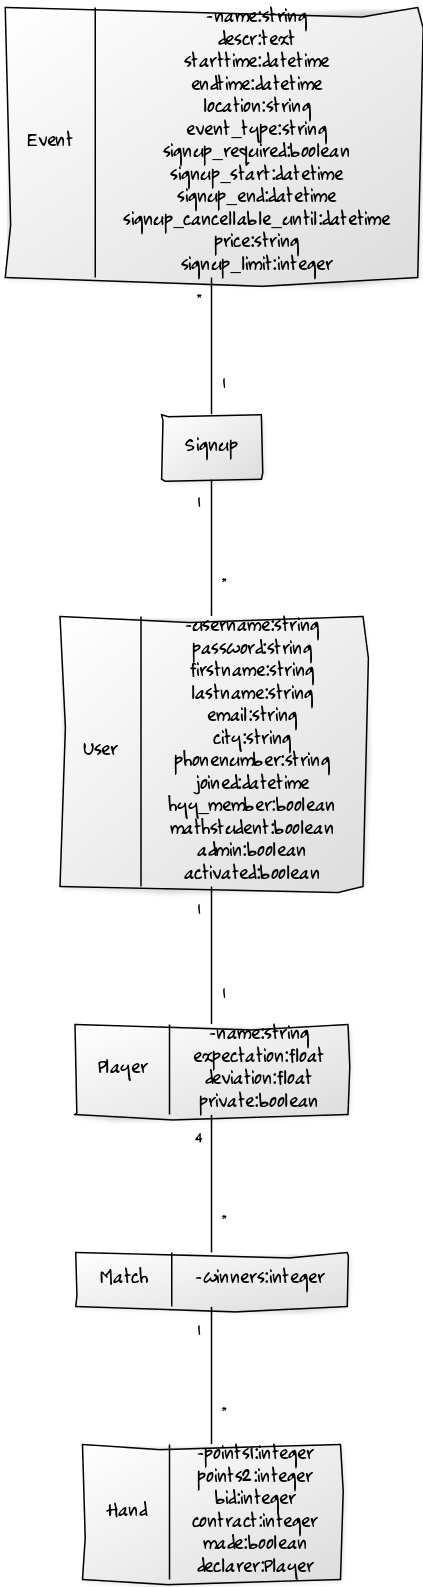 -name:string
descr:text
starttime:datetime
endtime:datetime
location:string
event_type:string
Event
signup_required:boolean
signup_start:datetime
signup_end:datetime
signup_cancellable_until:datetime
price:string
signup_limit:integer
*
1
Signup
1
*
-username:string
password:string
firstname:string
lastname:string
email:string
city:string
User
phonenumber:string
joined:datetime
hyy_member:boolean
mathstudent:boolean
admin:boolean
activated:boolean
1
1
-name:string
expectation:float
Player
deviation:float
private:boolean
4
*
Match
-winners:integer
1
*
-points1:integer
points2:integer
bid:integer
Hand
contract:integer
made:boolean
declarer:Player